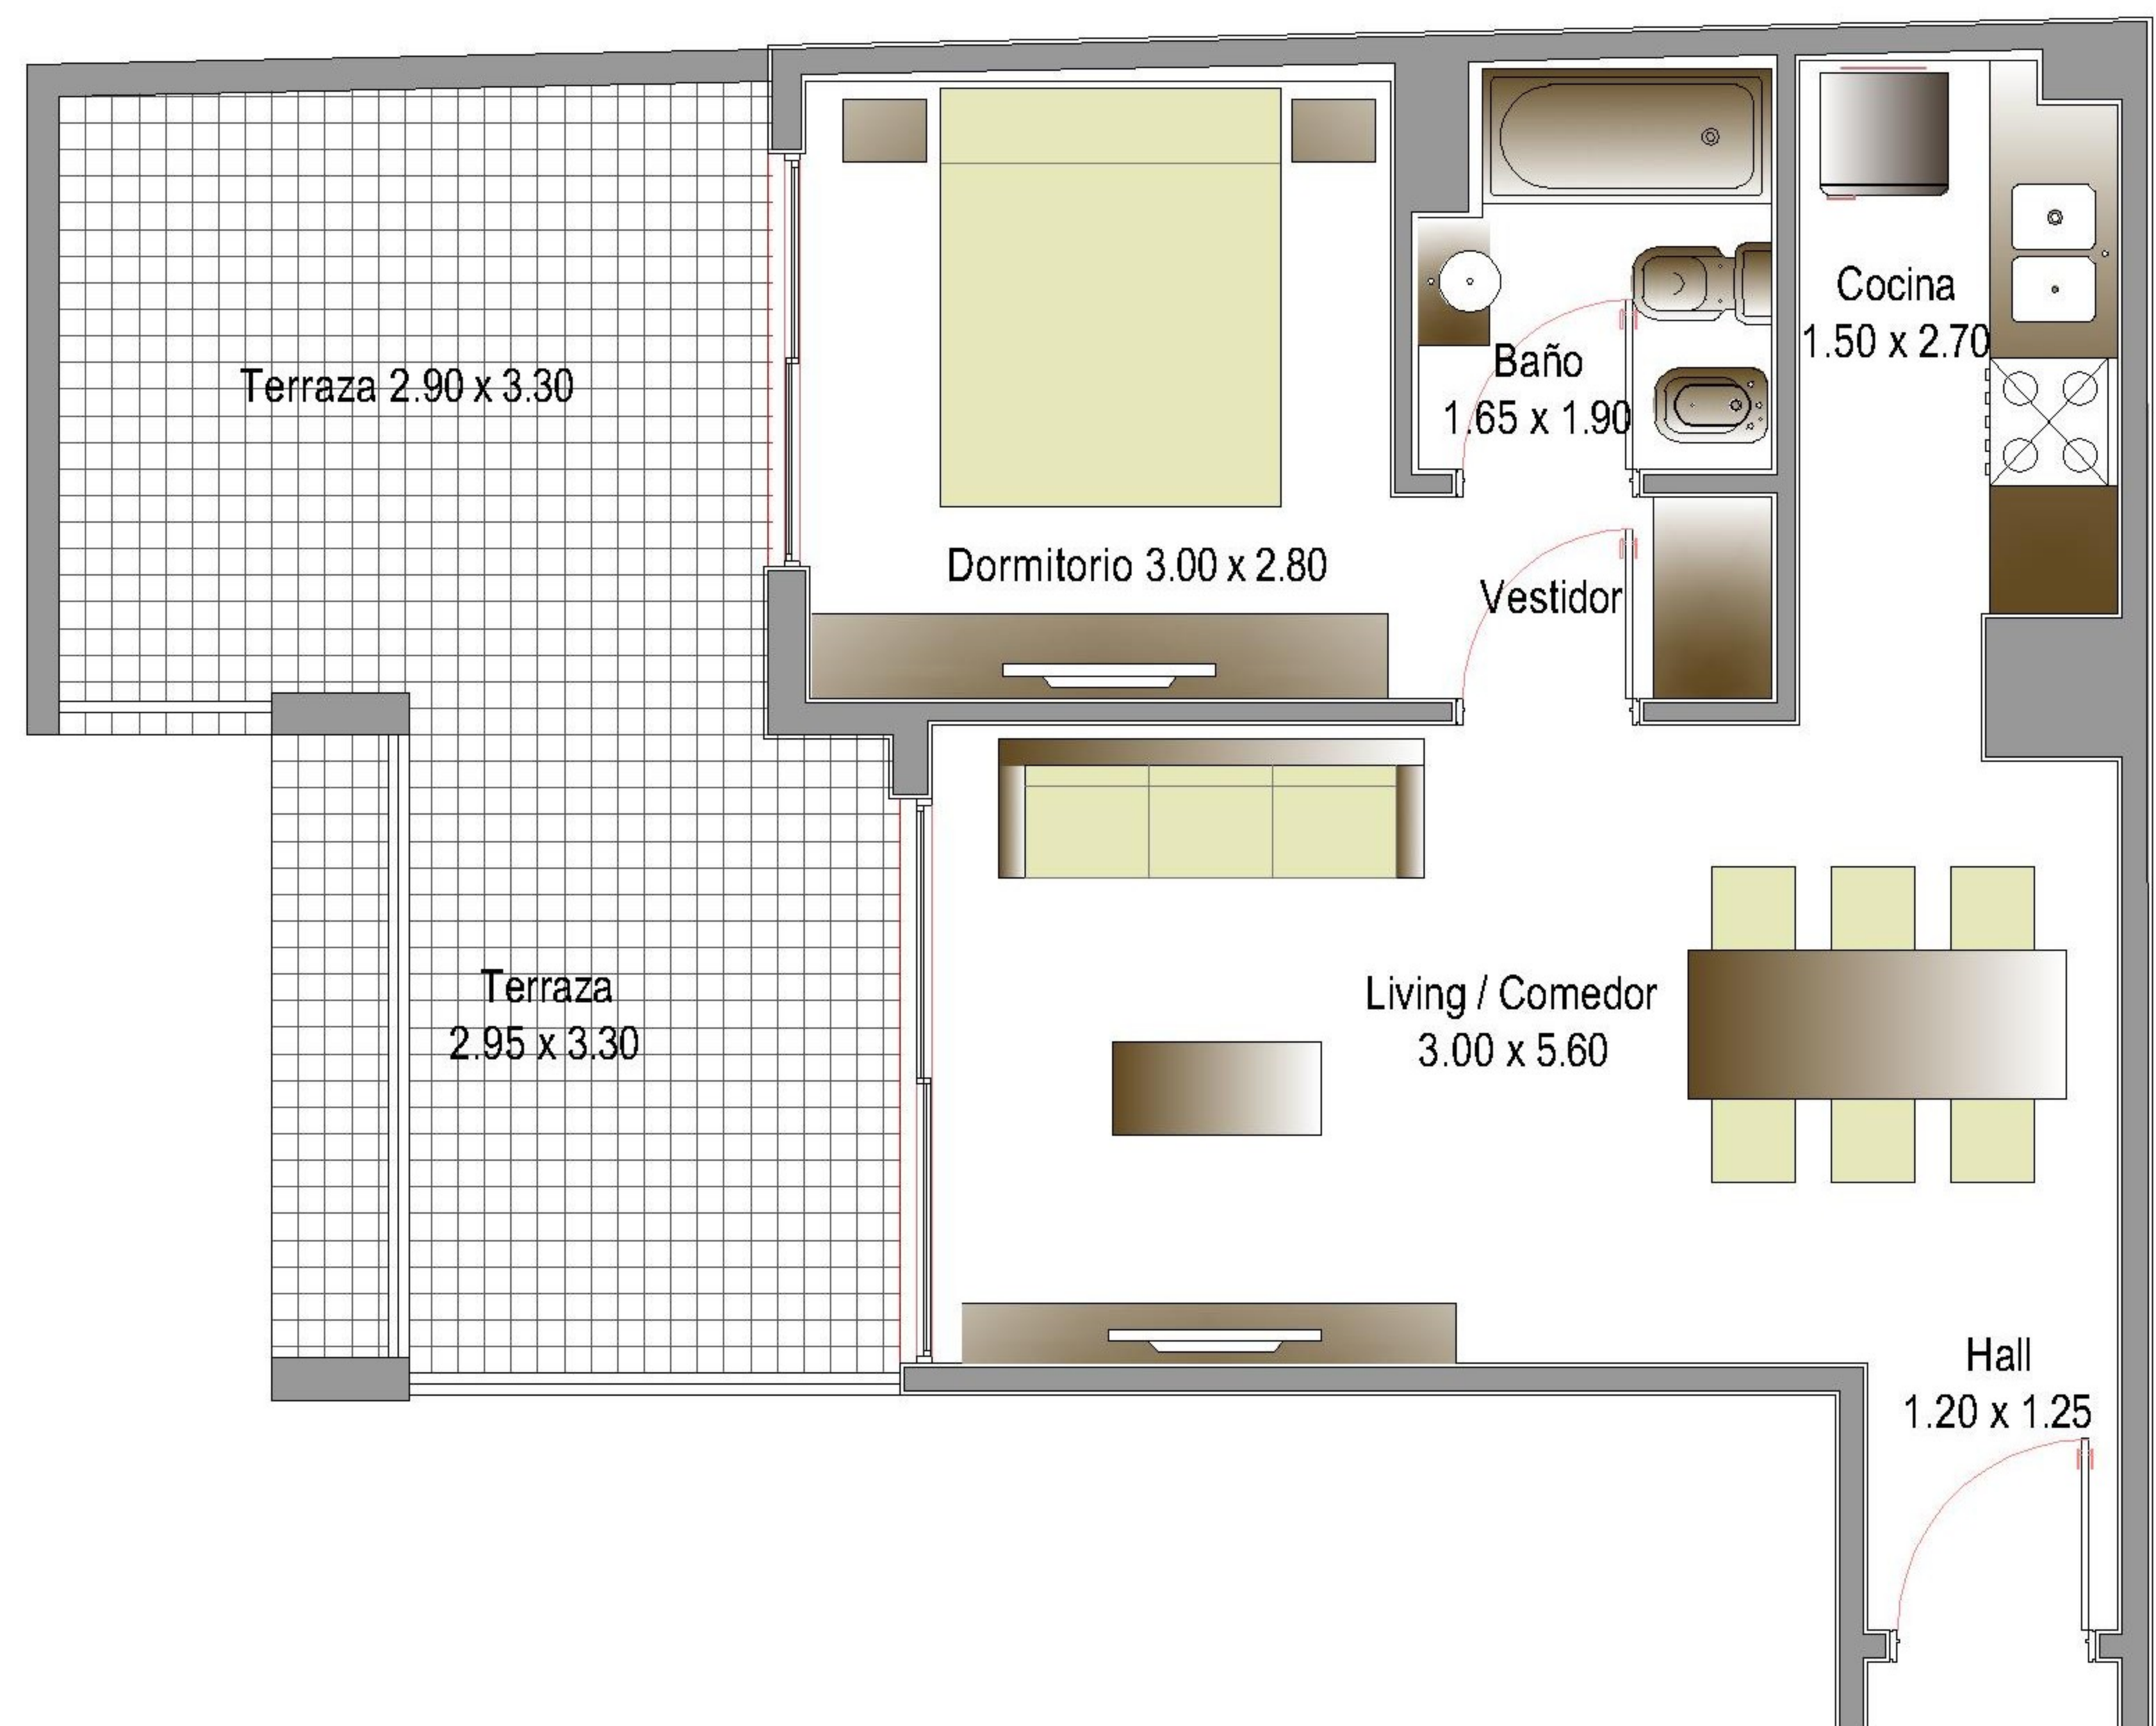 Cocina
1.50 x 2.70
Baño
1.65 x 1.90
Terraza 2.90 x 3.30
Dormitorio 3.00 x 2.80
Vestidor
Terraza
2.95 x 3.30
Living / Comedor
3.00 x 5.60
Hall
1.20 x 1.25